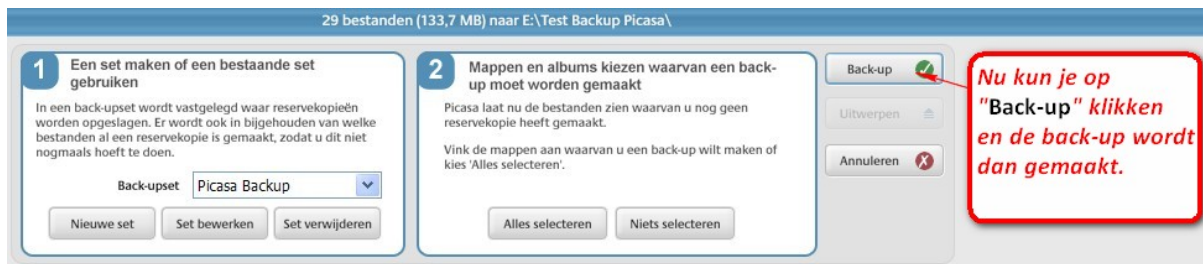 29 bestanden (133,7 MB) naar E:\Test Backup Picasa\
1
Een set maken of een bestaande set
gebruiken
In een back-upset wordt vastgelegd waar reservekopieën
worden opgeslagen. Er wordt ook in bijgehouden van welke
bestanden al een reservekopie is gemaakt, zodat u dit niet
nogmaals hoeft te doen.
Back-upset Picasa Backup
Nieuwe set Set bewerken Set verwijderen
2
Mappen en albums kiezen waarvan een back-
up moet worden gemaakt
Picasa laat nu de bestanden zien waarvan u nog geen
reservekopie heeft gemaakt.
Vink de mappen aan waarvan u een back-up wilt maken of
kies 'Alles selecteren'.
Alles selecteren Niets selecteren
Back-up
Uitwerpen
Annuleren
Nu kun je op
"Back-up" klikken
en de back-up wordt
dan gemaakt.